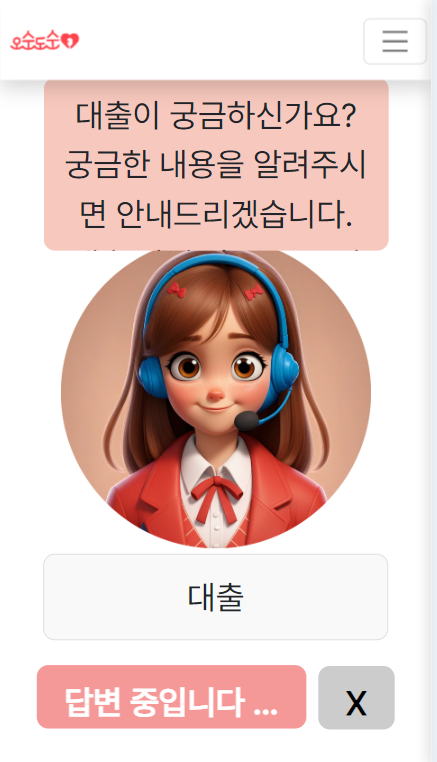 오순도순
대출이 궁금하신가요?
궁금한 내용을 알려주시
면 안내드리겠습니다.
대출
답변 중입니다 ...
X